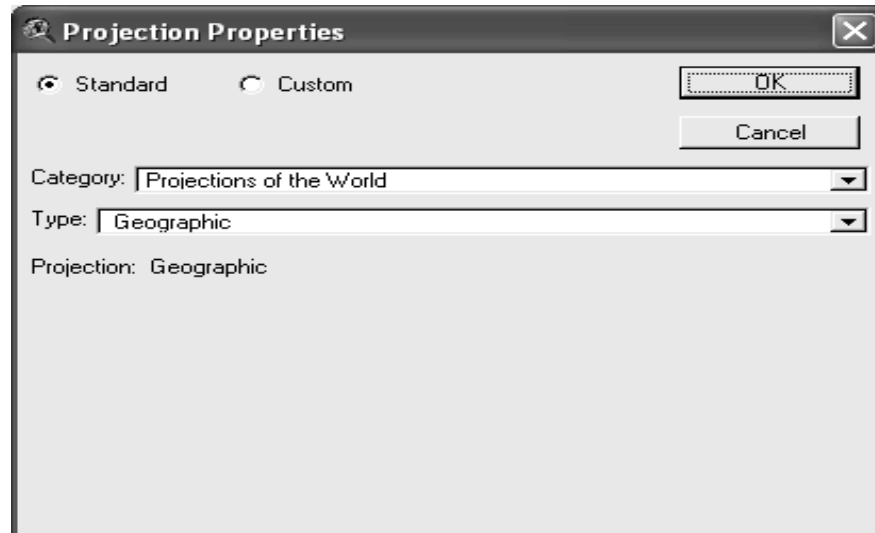 Projection Properties
Standard Custom OK
Cancel
Category: Projections of the World
Type: Geographic
Projection: Geographic